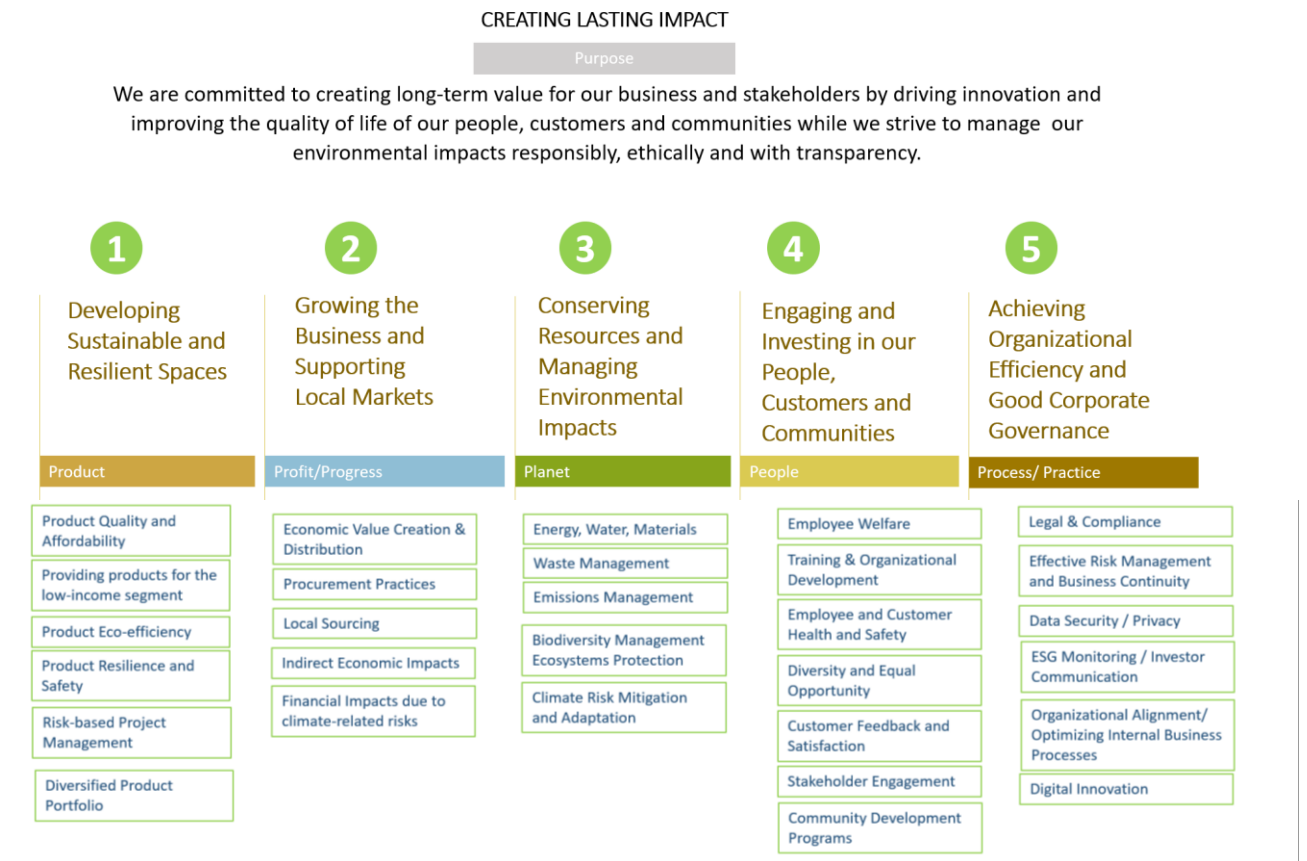 CREATING LASTING IMPACT
Purpose
We are committed to creating long-term value for our business and stakeholders by driving innovation and
improving the quality of life of our people, customers and communities while we strive to manage our
environmental impacts responsibly, ethically and with transparency.
1
Developing
Sustainable and
Resilient Spaces
Product
Product Quality and
Affordability
Providing products for the
low-income segment
Product Eco-efficiency
Product Resilience and
Safety
Risk-based Project
Management
Diversified Product
Portfolio
2
Growing the
Business and
Supporting
Local Markets
Profit/Progress
Economic Value Creation &
Distribution
Procurement Practices
Local Sourcing
Indirect Economic Impacts
Financial Impacts due to
climate-related risks
3
Conserving
Resources and
Managing
Environmental
Impacts
Planet
Energy, Water, Materials
Waste Management
Emissions Management
Biodiversity Management
Ecosystems Protection
Climate Risk Mitigation
and Adaptation
4
Engaging and
Investing in our
People,
Customers and
Communities
People
Employee Welfare
Training & Organizational
Development
Employee and Customer
Health and Safety
Diversity and Equal
Opportunity
Customer Feedback and
Satisfaction
Stakeholder Engagement
Community Development
Programs
5
Achieving
Organizational
Efficiency and
Good Corporate
Governance
Process/ Practice
Legal & Compliance
Effective Risk Management
and Business Continuity
Data Security / Privacy
ESG Monitoring / Investor
Communication
Organizational Alignment/
Optimizing Internal Business
Processes
Digital Innovation